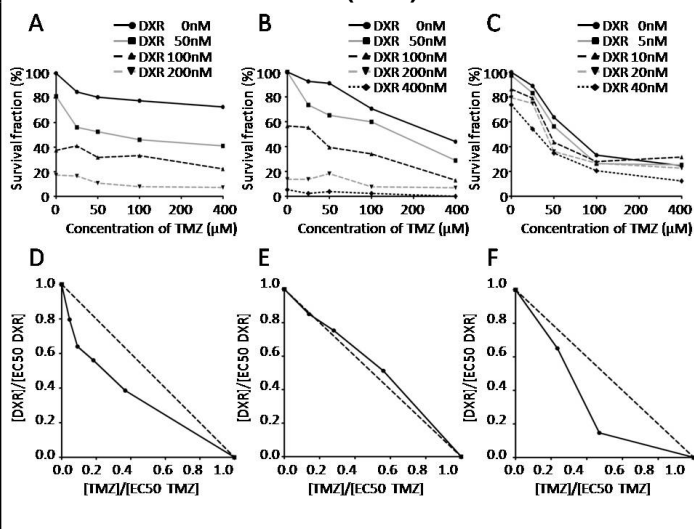 A
DXR 0nM
DXR 50nM
DXR 100nM
DXR 200nM
Survival fraction (%)
100
80
60
40
20
0
0 50 100 200 400
Concentration of TMZ (µM)
B
DXR 0nM
DXR 50nM
DXR 100nM
DXR 200nM
DXR 400nM
Survival fraction (%)
100
80
60
40
20
0
0 50 100 200 400
Concentration of TMZ (µM)
C
DXR 0nM
DXR 5nM
DXR 10nM
DXR 20nM
DXR 40nM
Survival fraction (%)
100
80
60
40
20
0
0 50 100 200 400
Concentration of TMZ (µM)
D
[DXR]/[EC50 DXR]
1.0
0.8
0.6
0.4
0.2
0.0
0.0 0.2 0.4 0.6 0.8 1.0
[TMZ]/[EC50 TMZ]
E
[DXR]/[EC50 DXR]
1.0
0.8
0.6
0.4
0.2
0.0
0.0 0.2 0.4 0.6 0.8 1.0
[TMZ]/[EC50 TMZ]
F
[DXR]/[EC50 DXR]
1.0
0.8
0.6
0.4
0.2
0.0
0.0 0.2 0.4 0.6 0.8 1.0
[TMZ]/[EC50 TMZ]